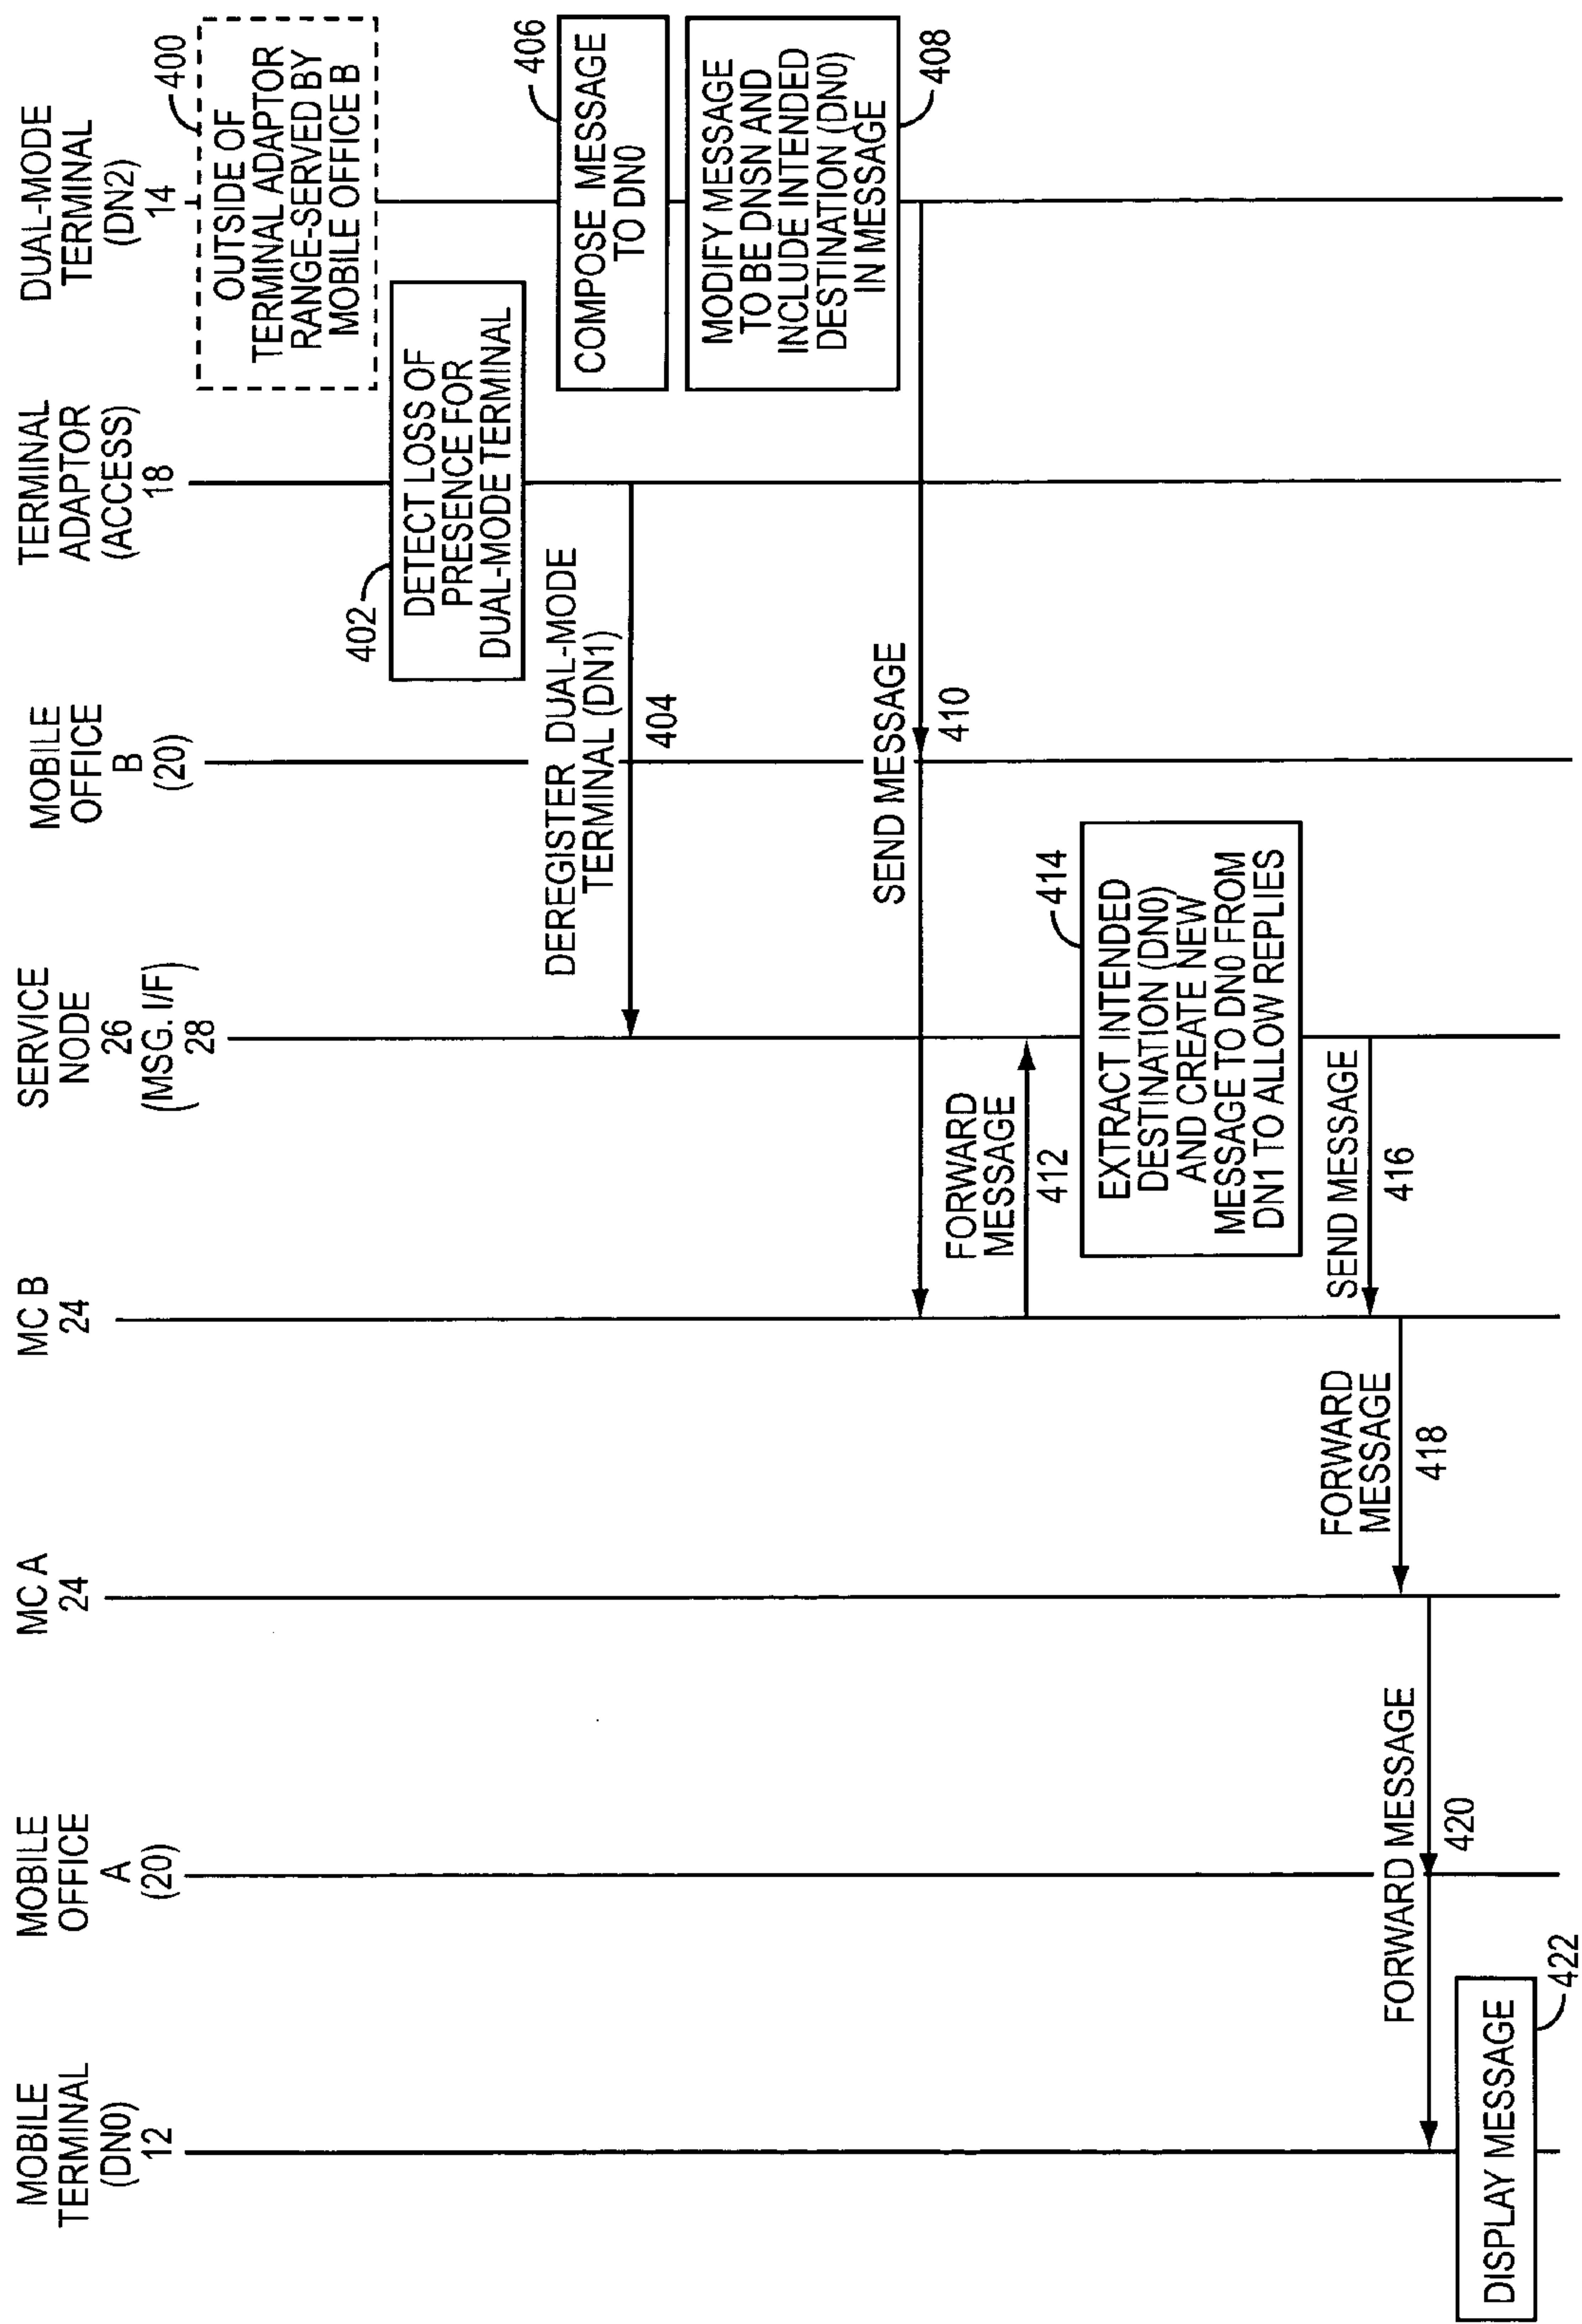 MOBILE
TERMINAL
(DN0)
12
MOBILE
OFFICE
A
(20)
MC A
24
MC B
24
SERVICE
NODE
26
(MSG. I/F)
28
MOBILE
OFFICE
B
(20)
TERMINAL
ADAPTOR
(ACCESS)
18
DUAL-MODE
TERMINAL
(DN2)
14
400
OUTSIDE OF
TERMINAL ADAPTOR
RANGE-SERVED BY
MOBILE OFFICE B
402
DETECT LOSS OF
PRESENCE FOR
DUAL-MODE TERMINAL
DEREGISTER DUAL-MODE
TERMINAL (DN1)
404
406
COMPOSE MESSAGE
TO DN0
MODIFY MESSAGE
TO BE DNSN AND
INCLUDE INTENDED
DESTINATION (DN0)
IN MESSAGE
408
SEND MESSAGE
410
FORWARD
MESSAGE
412
414
EXTRACT INTENDED
DESTINATION (DN0)
AND CREATE NEW
MESSAGE TO DN0 FROM
DN1 TO ALLOW REPLIES
SEND MESSAGE
416
FORWARD
MESSAGE
418
FORWARD MESSAGE
420
DISPLAY MESSAGE
422